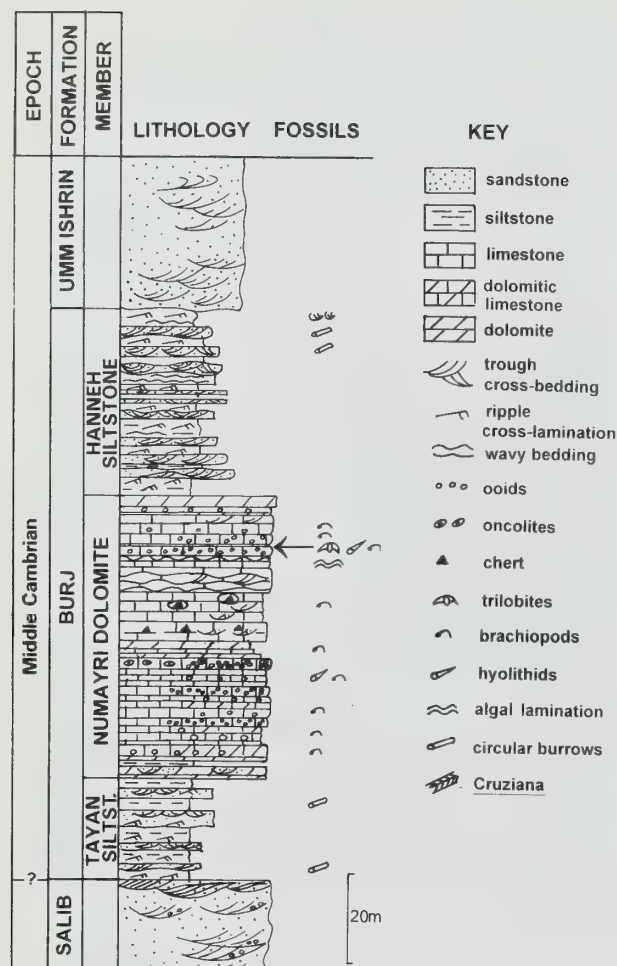 EPOCH
FORMATION
MEMBER
LITHOLOGY
FOSSILS
KEY
Middle Cambrian
?
UMM ISHRIN
BURJ
SALIB
HANNEH
SILTSTONE
NUMAYRI DOLOMITE
TAYAN
SILTST.
20m
sandstone
siltstone
limestone
dolomitic
limestone
dolomite
trough
cross-bedding
ripple
cross-lamination
wavy bedding
ooids
oncolites
chert
trilobites
brachiopods
hyolithids
algal lamination
circular burrows
Cruziana